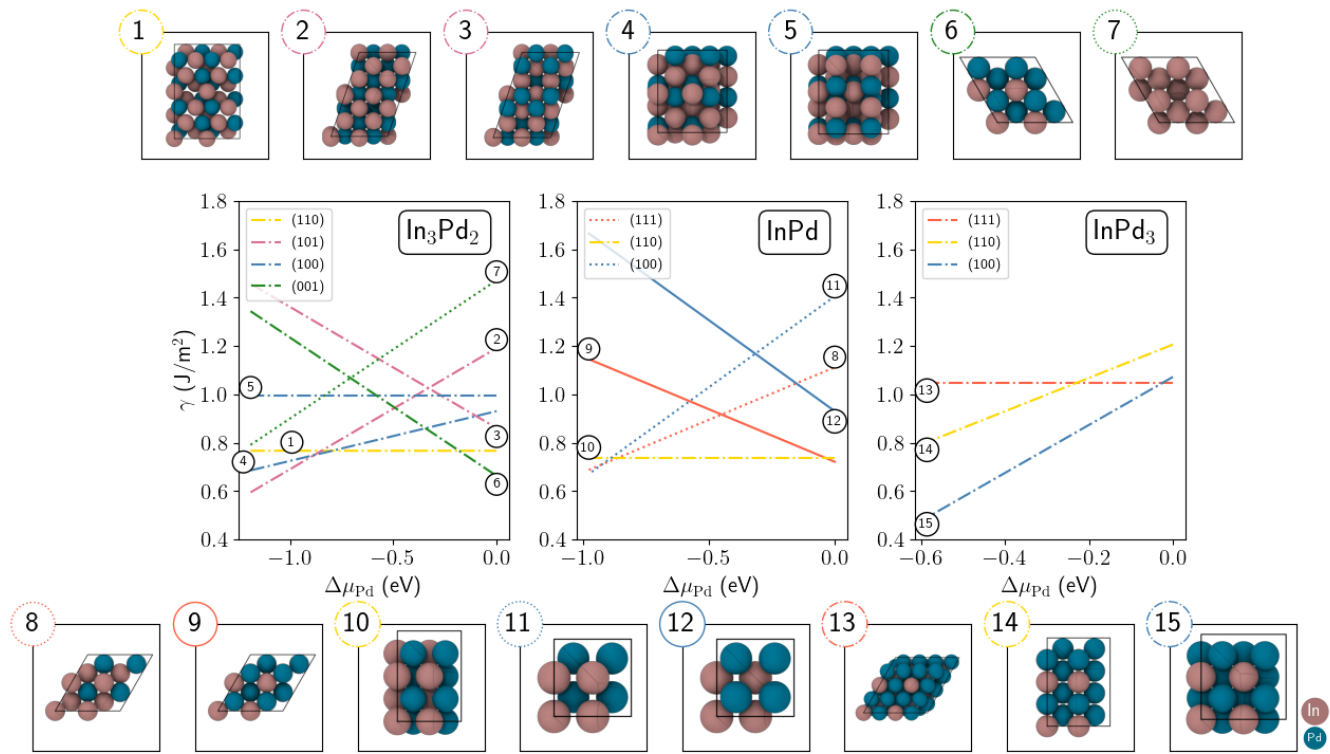 1 2 3 4 5 6 7
1.8 1.6 1.4 1.2 1.0 0.8 0.6 0.4
γ (J/m²)
(110)
(101)
(100)
(001)
In₃Pd₂
7
2
5
1
4
3
6
−1.0 −0.5 0.0
Δμ_Pd (eV)
1.8 1.6 1.4 1.2 1.0 0.8 0.6 0.4
(111)
(110)
(100)
InPd
11
9
8
12
10
−1.0 −0.5 0.0
Δμ_Pd (eV)
1.8 1.6 1.4 1.2 1.0 0.8 0.6 0.4
(111)
(110)
(100)
InPd₃
13
14
15
−0.6 −0.4 −0.2 0.0
Δμ_Pd (eV)
8 9 10 11 12 13 14 15
In
Pd